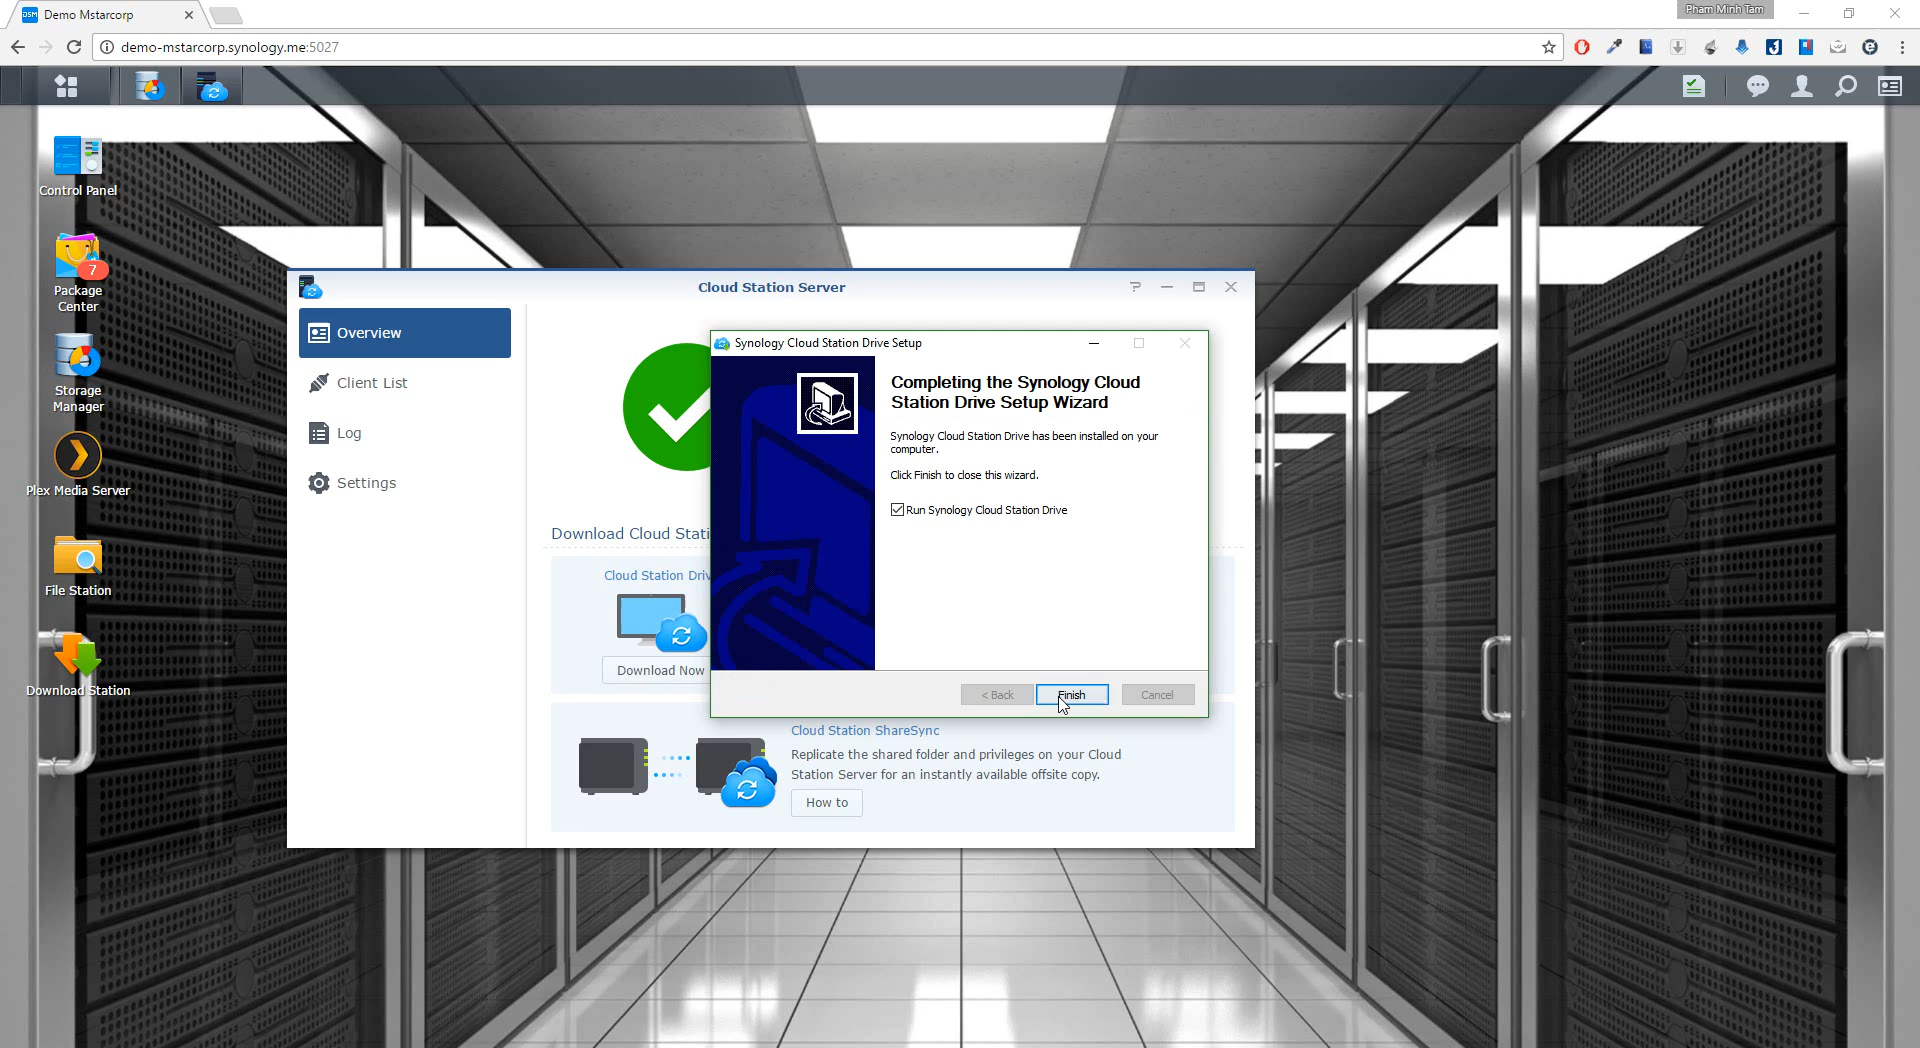 DSM Demo Mstarcorp
Pham Minh Tam
demo-mstarcorp.synology.me:5027
Control Panel
7
Package
Center
Storage
Manager
Plex Media Server
File Station
Download Station
Cloud Station Server
Overview
Client List
Log
Settings
Download Cloud Stati
Cloud Station Driv
Download Now
Synology Cloud Station Drive Setup
Completing the Synology Cloud
Station Drive Setup Wizard
Synology Cloud Station Drive has been installed on your
computer.
Click Finish to close this wizard.
Run Synology Cloud Station Drive
< Back
Finish
Cancel
Cloud Station ShareSync
Replicate the shared folder and privileges on your Cloud
Station Server for an instantly available offsite copy.
How to